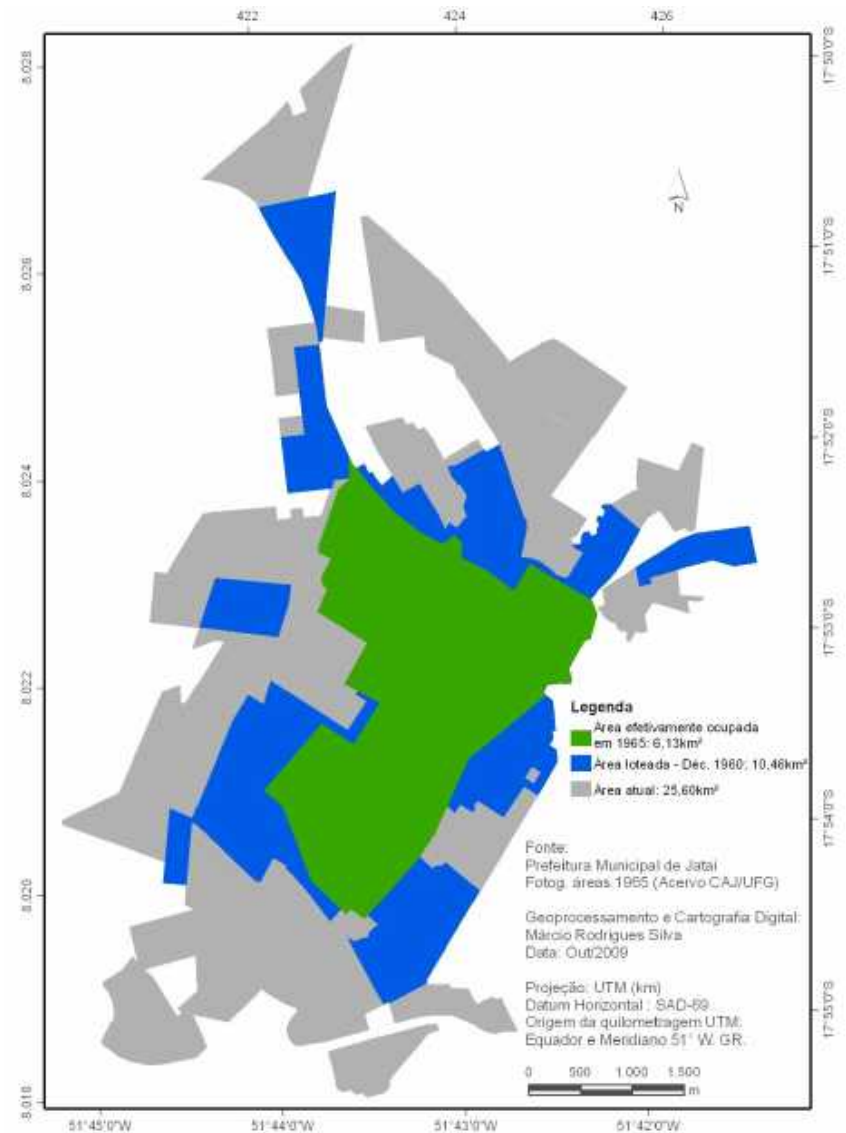 422 424 426
8.028
8.026
8.024
8.022
8.020
8.018
17°50'0"S
17°51'0"S
17°52'0"S
17°53'0"S
17°54'0"S
17°55'0"S
N
Legenda
Área efetivamente ocupada
em 1965: 6,13km²
Área loteada - Déc. 1960: 10,46km²
Área atual: 25,60km²
Fonte:
Prefeitura Municipal de Jataí
Fotog. áreas 1965 (Acervo CAJ/UFG)
Geoprocessamento e Cartografia Digital:
Márcio Rodrigues Silva
Data: Out/2009
Projeção: UTM (km)
Datum Horizontal : SAD-69
Origem da quilometragem UTM:
Equador e Meridiano 51° W. GR.
0 500 1.000 1.500
m
51°45'0"W 51°44'0"W 51°43'0"W 51°42'0"W